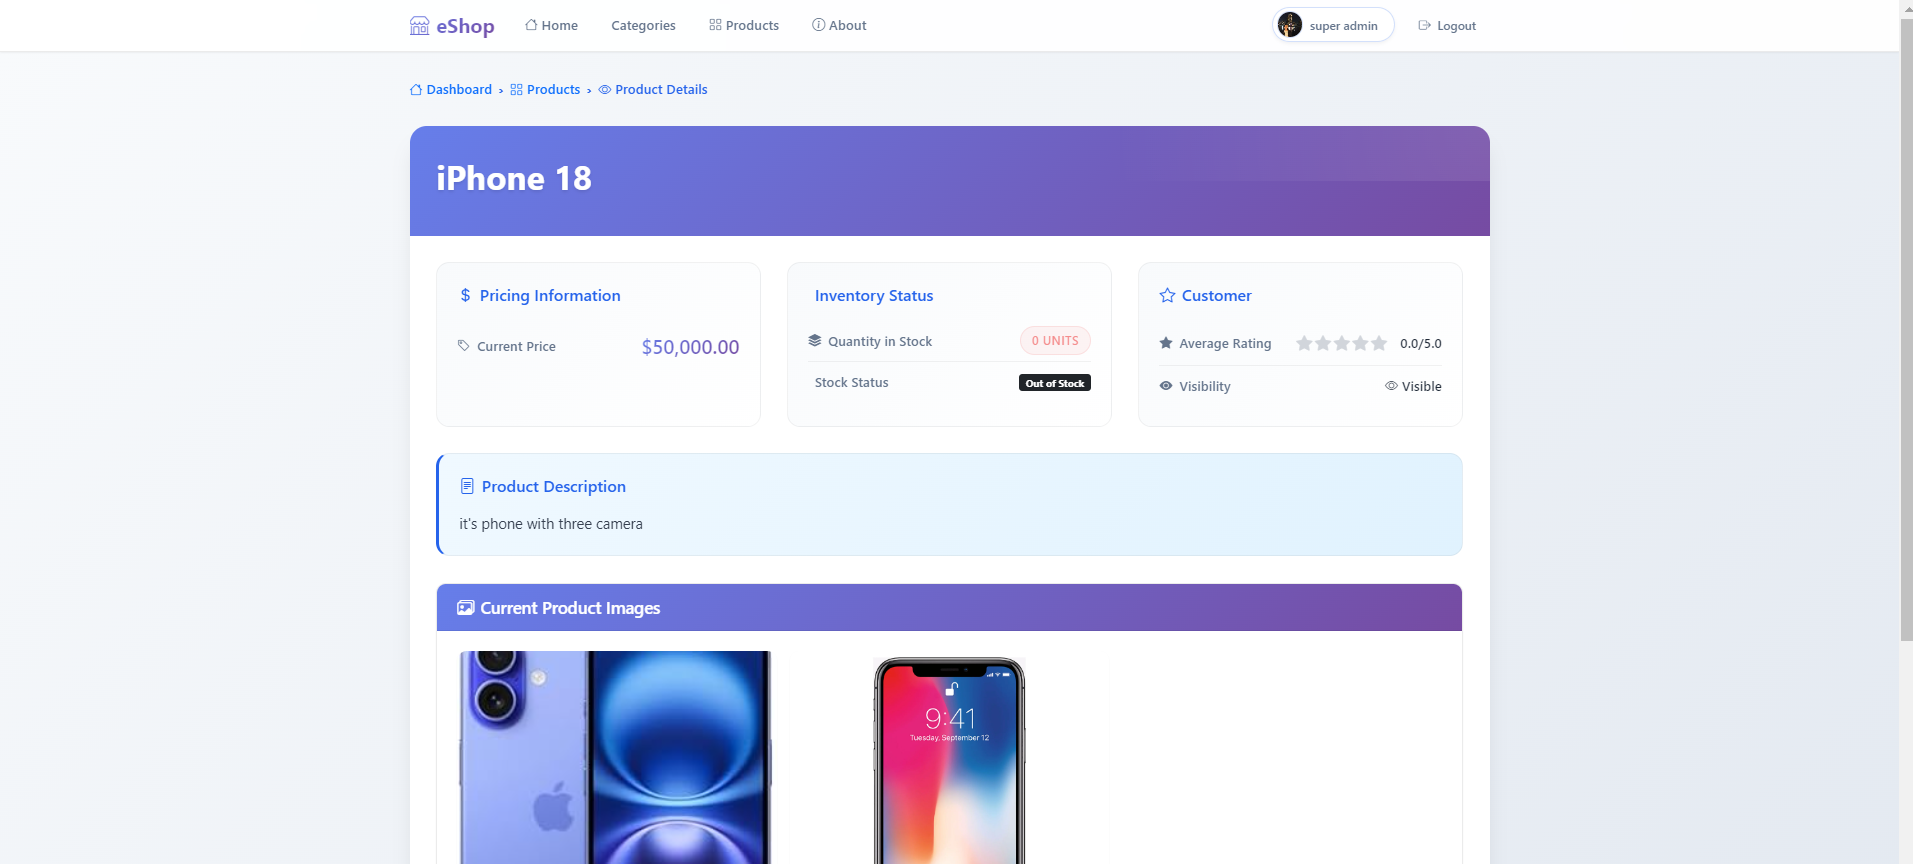 eShop Home Categories Products About super admin Logout
Dashboard › Products › Product Details
iPhone 18
$ Pricing Information
Current Price $50,000.00
Inventory Status
Quantity in Stock 0 UNITS
Stock Status Out of Stock
Customer
Average Rating 0.0/5.0
Visibility Visible
Product Description
it's phone with three camera
Current Product Images
9:41
Tuesday, September 12